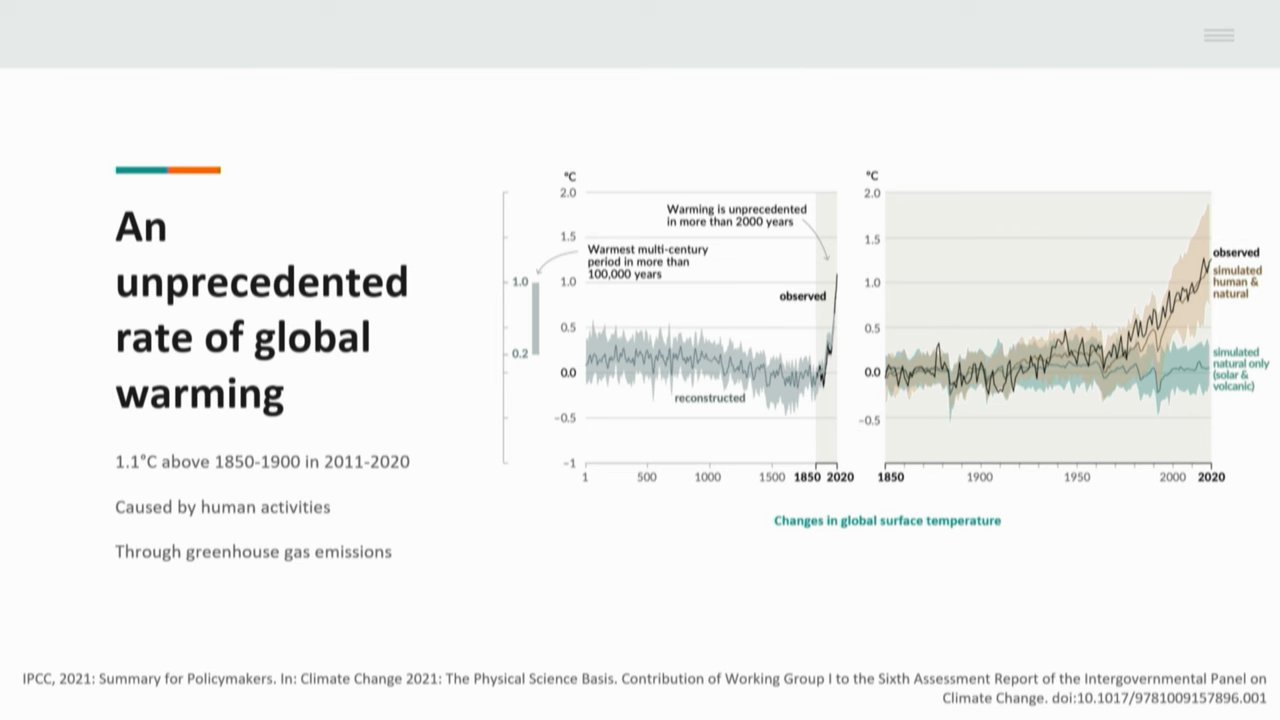 An
unprecedented
rate of global
warming
1.1°C above 1850-1900 in 2011-2020
Caused by human activities
Through greenhouse gas emissions
1.0
0.2
°C
2.0
1.5
1.0
0.5
0.0
−0.5
−1
Warming is unprecedented
in more than 2000 years
Warmest multi-century
period in more than
100,000 years
observed
reconstructed
1 500 1000 1500 1850 2020
°C
2.0
1.5
1.0
0.5
0.0
−0.5
observed
simulated
human &
natural
simulated
natural only
(solar &
volcanic)
1850 1900 1950 2000 2020
Changes in global surface temperature
IPCC, 2021: Summary for Policymakers. In: Climate Change 2021: The Physical Science Basis. Contribution of Working Group I to the Sixth Assessment Report of the Intergovernmental Panel on
Climate Change. doi:10.1017/9781009157896.001